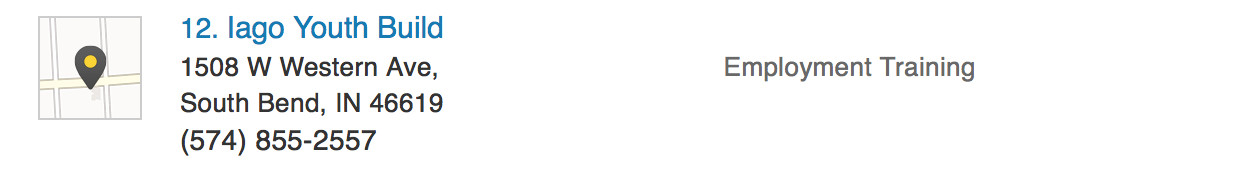 12. Iago Youth Build
1508 W Western Ave,
Employment Training
South Bend, IN 46619
(574) 855-2557